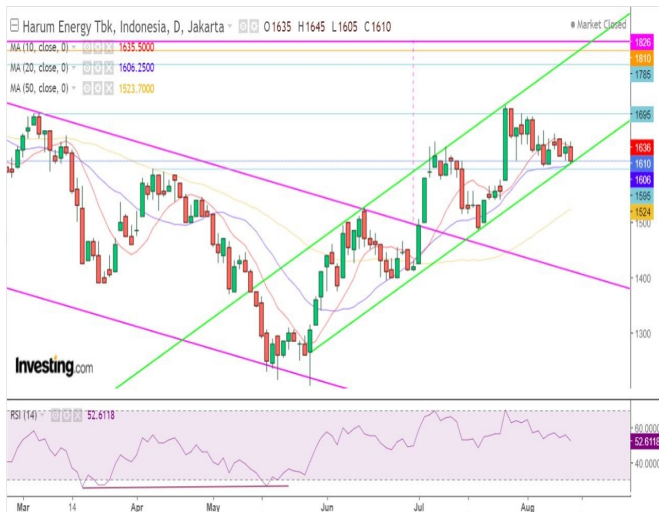 Harum Energy Tbk, Indonesia, D, Jakarta O1635 H1645 L1605 C1610
Market Closed
MA (10, close, 0) 1635.5000
MA (20, close, 0) 1606.2500
MA (50, close, 0) 1523.7000
1826
1810
1785
1695
1636
1610
1606
1595
1524
1500
1400
1300
Investing.com
RSI (14) 52.6118
60.0000
52.6118
40.0000
Mar 14 Apr May Jun Jul Aug